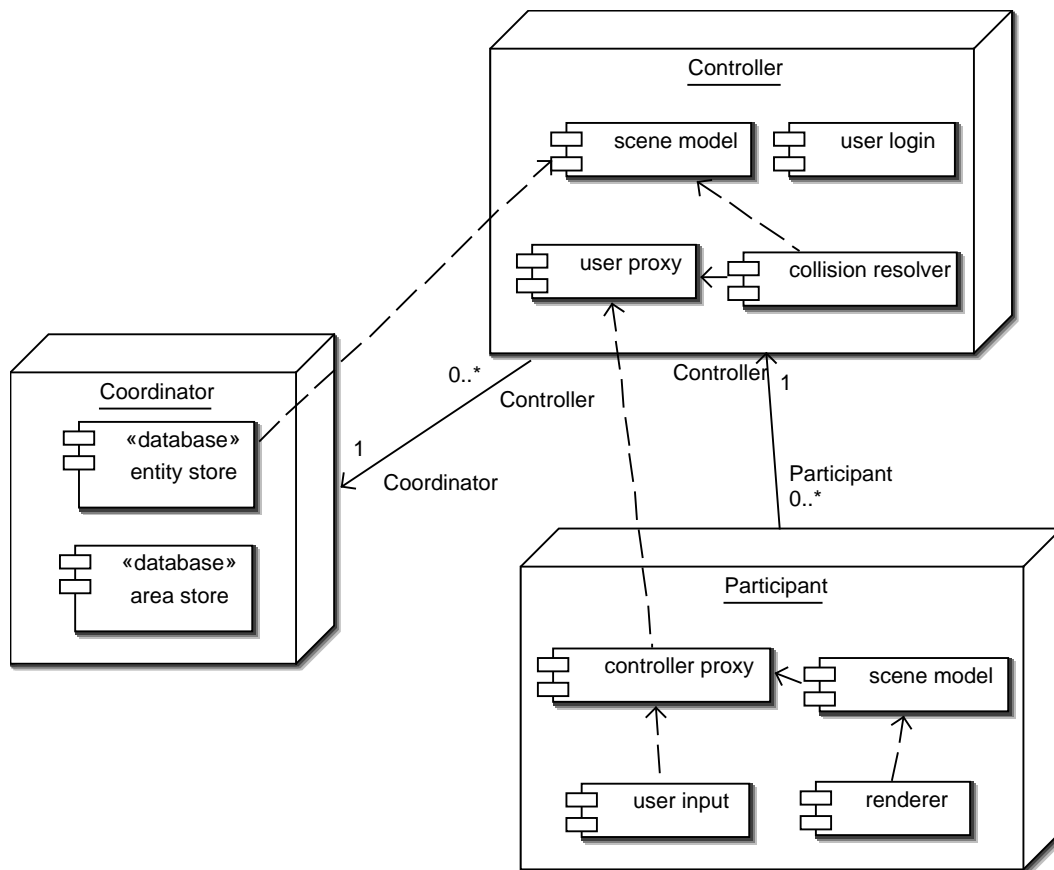 Controller
scene model
user login
user proxy
collision resolver
0..*
Controller
Controller
1
1
Coordinator
Coordinator
«database»
entity store
«database»
area store
Participant
0..*
Participant
controller proxy
scene model
user input
renderer